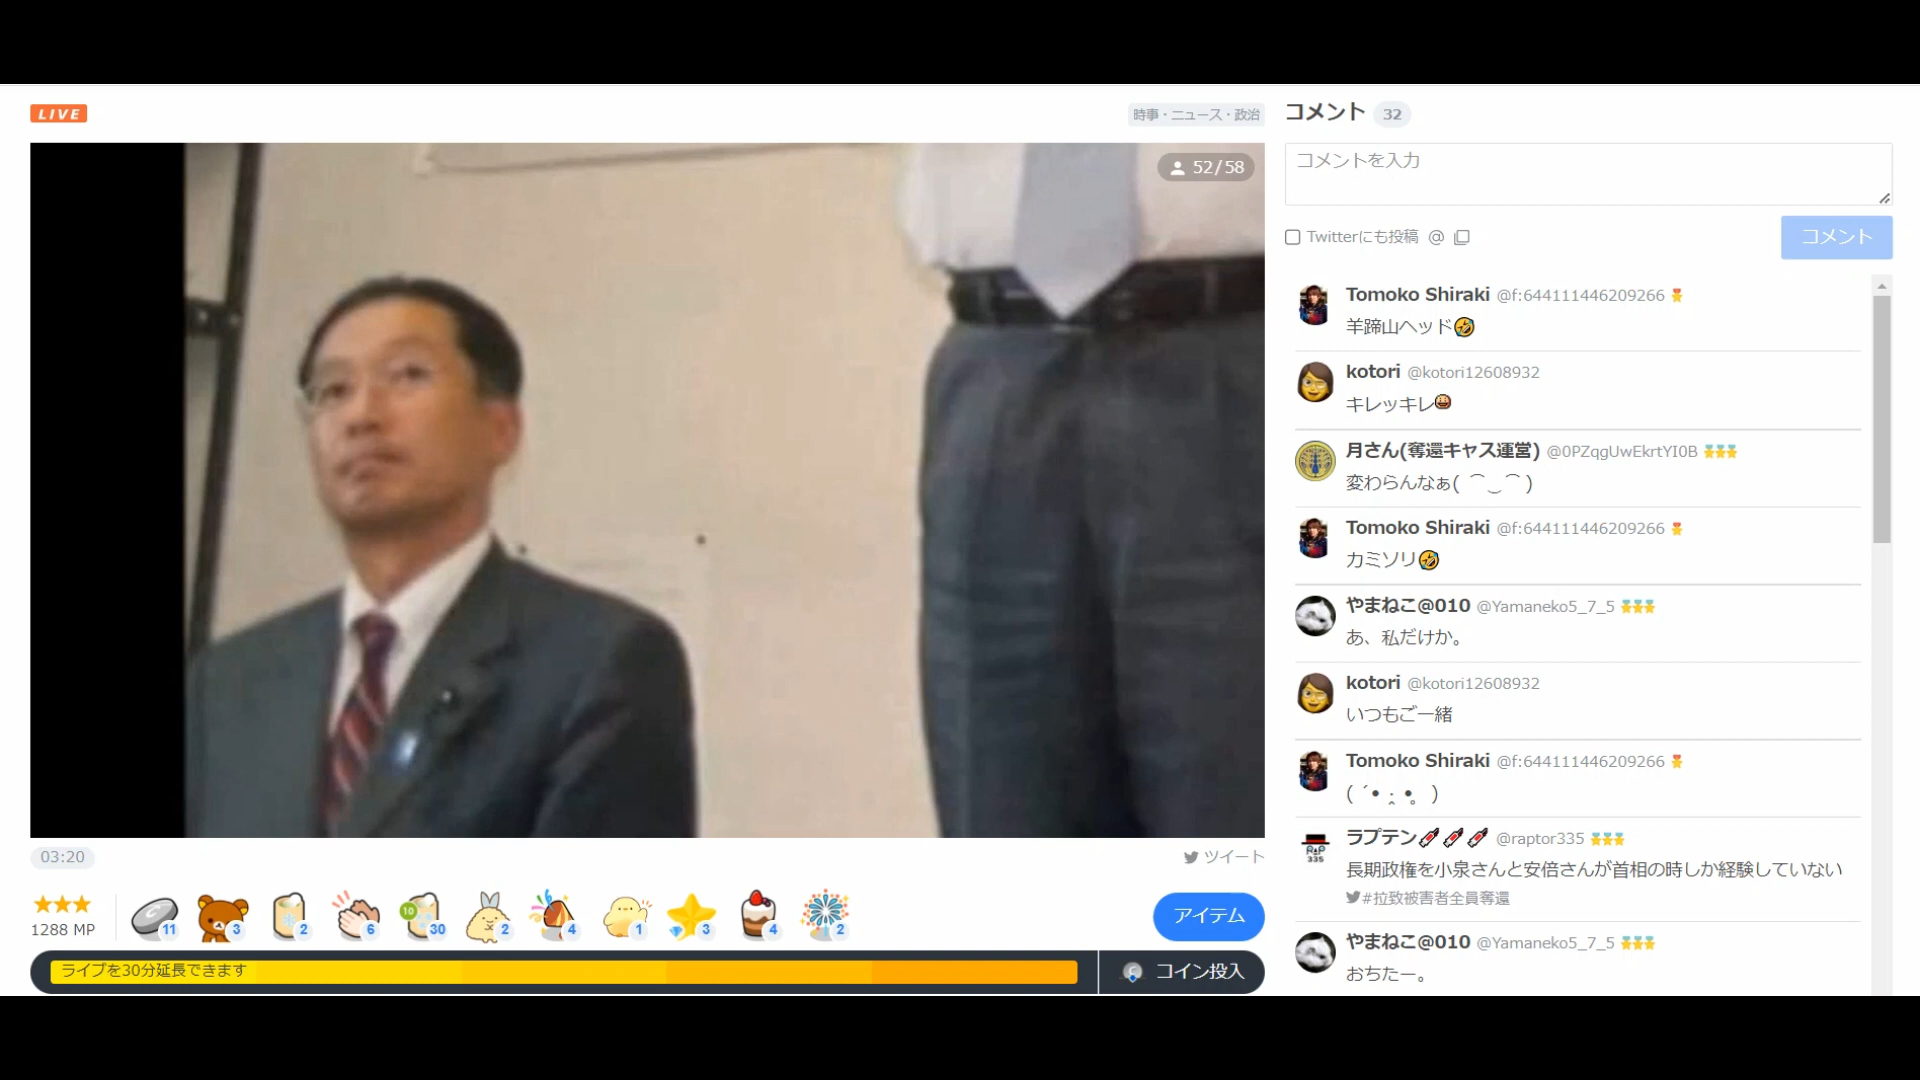 LIVE
時事・ニュース・政治
52/58
03:20
ツイート
1288 MP
11
3
2
6
10
30
2
4
1
3
4
2
アイテム
ライブを30分延長できます
C
コイン投入
コメント 32
コメントを入力
Twitterにも投稿 @
コメント
Tomoko Shiraki @f:644111446209266
羊蹄山ヘッド🤣
kotori @kotori12608932
キレッキレ
月さん(奪還キャス運営) @0PZqgUwEkrtYI0B
変わらんなぁ( ⌒‿⌒ )
Tomoko Shiraki @f:644111446209266
カミソリ🤣
やまねこ@010 @Yamaneko5_7_5
あ、私だけか。
kotori @kotori12608932
いつもご一緒
Tomoko Shiraki @f:644111446209266
ラプテン @raptor335
RAP
335
長期政権を小泉さんと安倍さんが首相の時しか経験していない
#拉致被害者全員奪還
やまねこ@010 @Yamaneko5_7_5
おちたー。